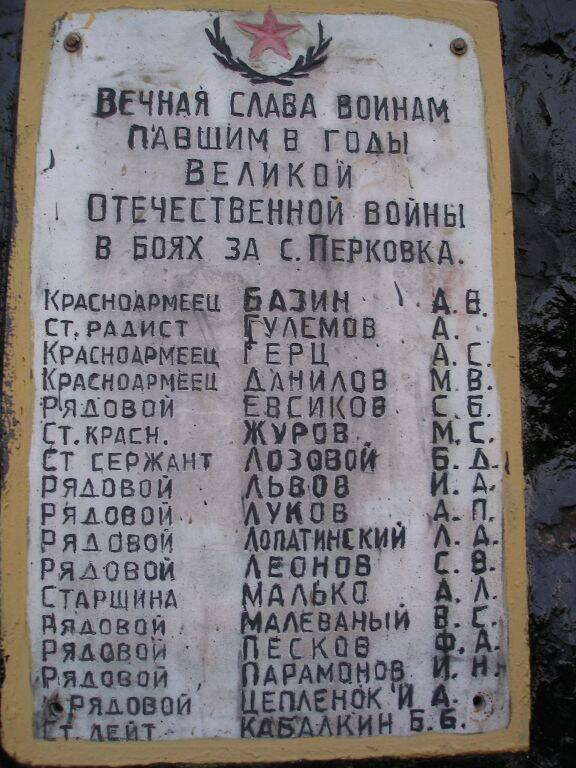 Вечная слава воинам
павшим в годы
Великой
Отечественной войны
в боях за с. Перковка.
Красноармеец Базин А. В.
Ст. радист Гулемов А.
Красноармеец Герц А. С.
Красноармеец Данилов М. В.
Рядовой Евсиков С. Б.
Ст. красн. Журов М. С.
Ст сержант Лозовой Б. Д.
Рядовой Львов И. А.
Рядовой Луков А. П.
Рядовой Лопатинский Л. Д.
Рядовой Леонов С. В.
Старшина Малько А. Л.
Рядовой Малеваный В. С.
Рядовой Песков Ф. А.
Рядовой Парамонов И. Н.
Рядовой Цепленок И А.
Ст. лейт Кабалкин Б. Б.